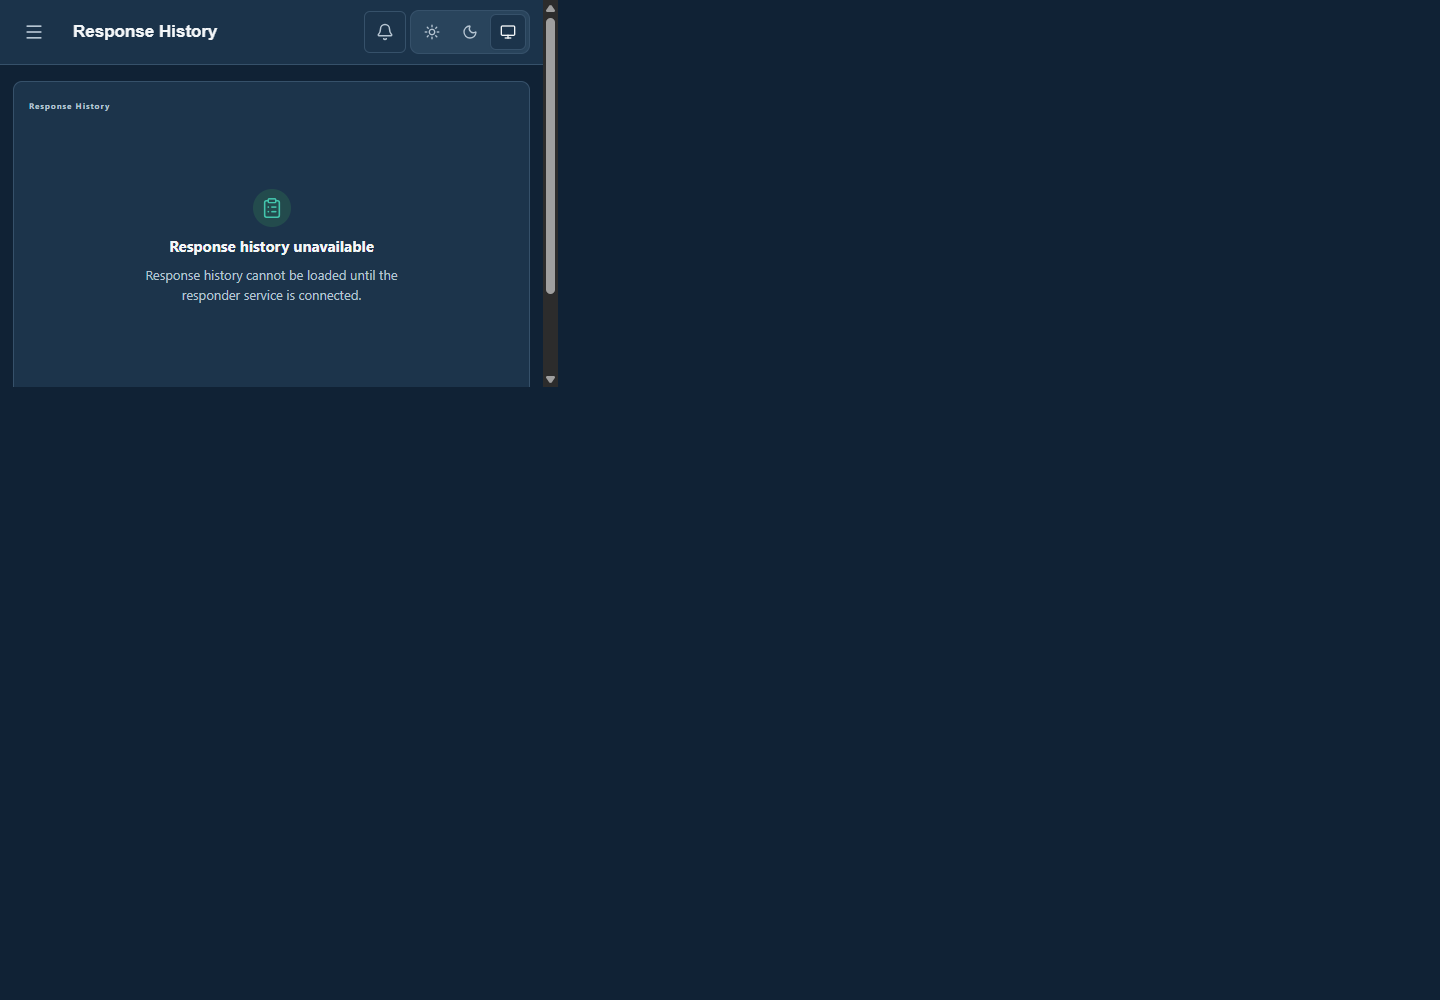 Response History
Response History
Response history unavailable
Response history cannot be loaded until the
responder service is connected.